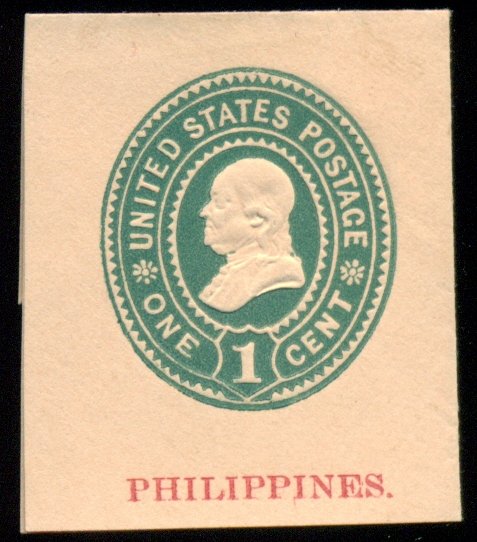 UNITED STATES POSTAGE
ONE CENT
1
PHILIPPINES.